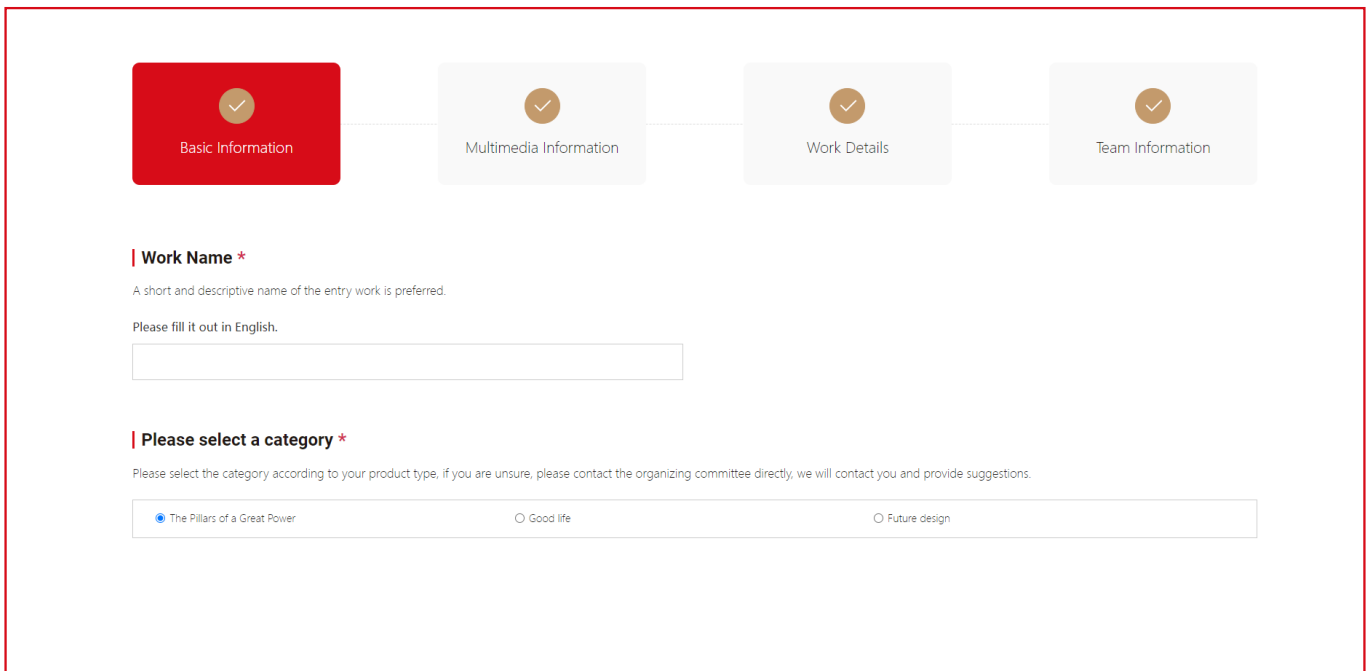 Basic Information
Multimedia Information
Work Details
Team Information
Work Name *
A short and descriptive name of the entry work is preferred.
Please fill it out in English.
Please select a category *
Please select the category according to your product type, if you are unsure, please contact the organizing committee directly, we will contact you and provide suggestions.
The Pillars of a Great Power
Good life
Future design